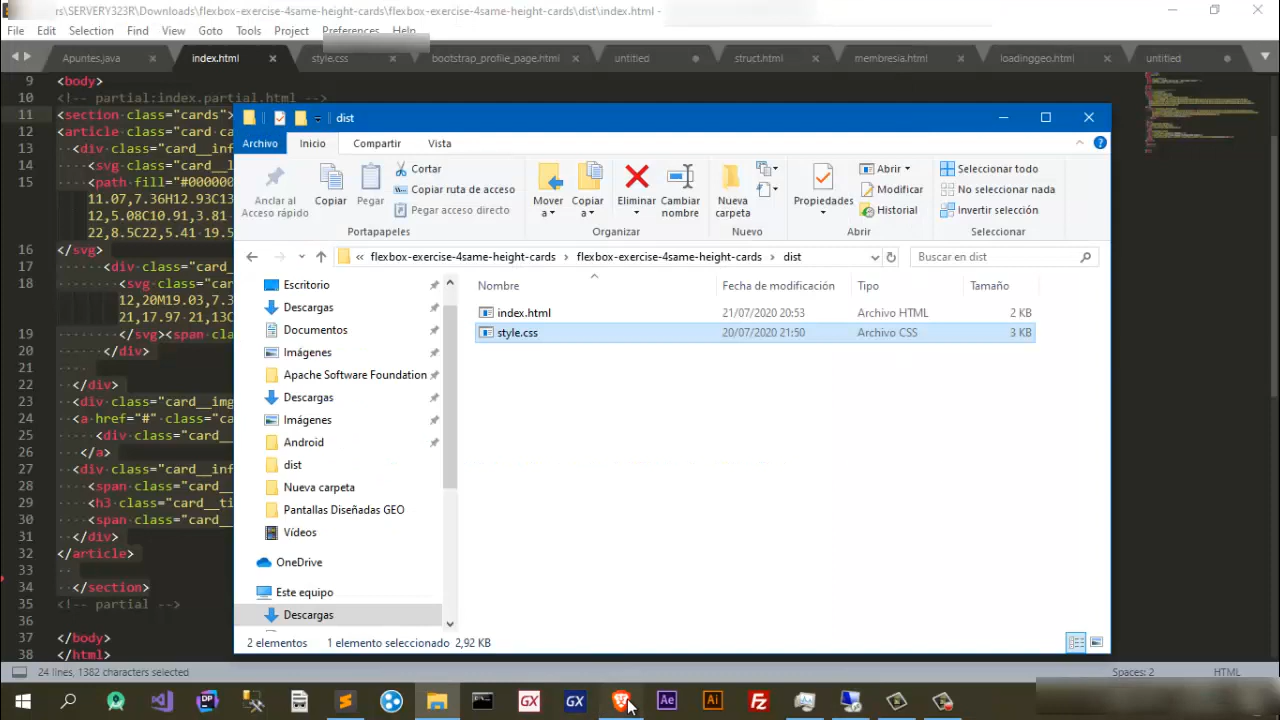 rs\SERVERY323R\Downloads\flexbox-exercise-4same-height-cards\flexbox-exercise-4same-height-cards\dist\index.html -
File Edit Selection Find View Goto Tools Project Preferences Help
Apuntes.java index.html style.css bootstrap_profile_page.html untitled struct.html membresia.html loadinggeo.html untitled
9 <body>
10 <!-- partial:index.partial.html -->
11 <section class="cards">
12 <article class="card ca
13 <div class="card__info
14 <svg class="card__l
15 <path fill="#000000
11.07,7.36H12.93C13
12,5.08C10.91,3.81
22,8.5C22,5.41 19.5
16 </svg>
17 <div class="card_
18 <svg class="c
12,20M19.03,7.3
21,17.97 21,13C
19 </svg><span c
20 </div>
21
22 </div>
23 <div class="card__img
24 <a href="#" class="ca
25 <div class="card__
26 </a>
27 <div class="card__inf
28 <span class="card__
29 <h3 class="card__ti
30 <span class="card__
31 </div>
32 </article>
33
34 </section>
35 <!-- partial -->
36
37 </body>
38 </html>
dist
Archivo Inicio Compartir Vista
Anclar al Acceso rápido
Copiar
Pegar
Cortar
Copiar ruta de acceso
Pegar acceso directo
Portapapeles
Mover a
Copiar a
Eliminar
Cambiar nombre
Organizar
Nueva carpeta
Nuevo
Propiedades
Abrir
Modificar
Historial
Abrir
Seleccionar todo
No seleccionar nada
Invertir selección
Seleccionar
« flexbox-exercise-4same-height-cards › flexbox-exercise-4same-height-cards › dist
Buscar en dist
Escritorio
Descargas
Documentos
Imágenes
Apache Software Foundation
Descargas
Imágenes
Android
dist
Nueva carpeta
Pantallas Diseñadas GEO
Vídeos
OneDrive
Este equipo
Descargas
Nombre Fecha de modificación Tipo Tamaño
index.html 21/07/2020 20:53 Archivo HTML 2 KB
style.css 20/07/2020 21:50 Archivo CSS 3 KB
2 elementos 1 elemento seleccionado 2,92 KB
24 lines, 1382 characters selected
Spaces: 2 HTML
DP GX GX Ae Ai Fz